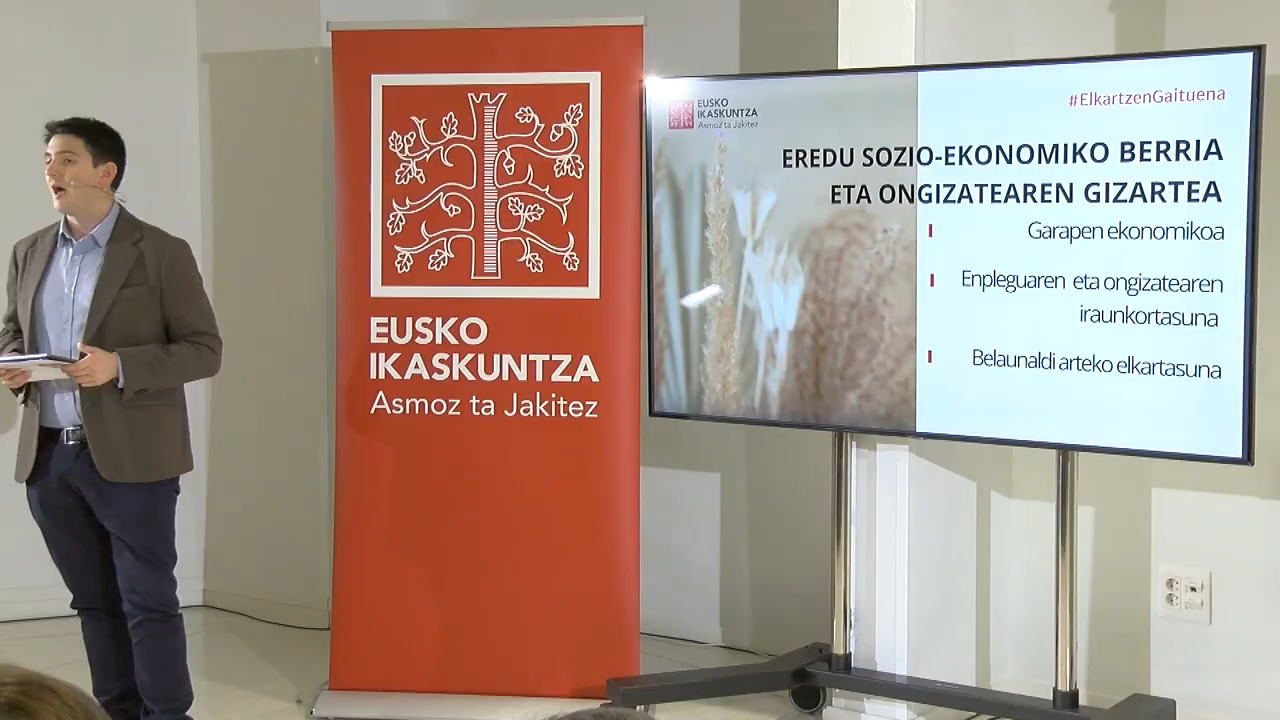 EUSKO
IKASKUNTZA
Asmoz ta Jakitez
EUSKO
IKASKUNTZA
Asmoz ta Jakitez
#ElkartzenGaituena
EREDU SOZIO-EKONOMIKO BERRIA
ETA ONGIZATEAREN GIZARTEA
Garapen ekonomikoa
Enpleguaren eta ongizatearen
iraunkortasuna
Belaunaldi arteko elkartasuna